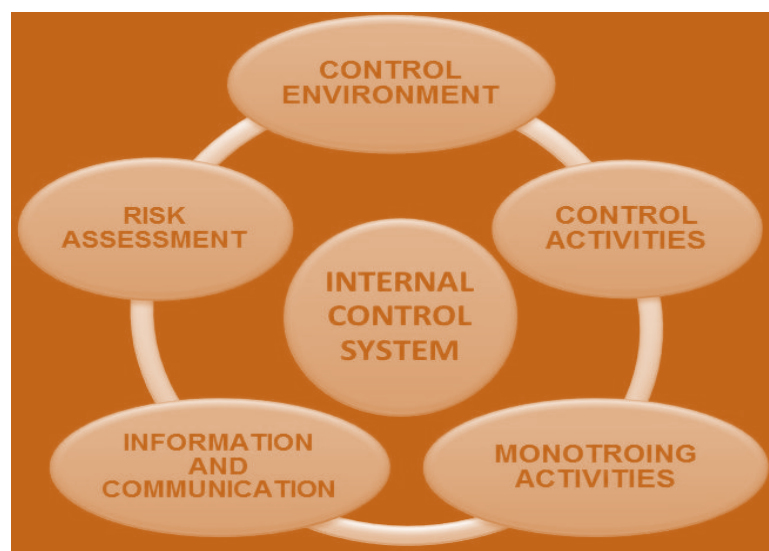 CONTROL
ENVIRONMENT
RISK
ASSESSMENT
CONTROL
ACTIVITIES
INTERNAL
CONTROL
SYSTEM
INFORMATION
AND
COMMUNICATION
MONOTROING
ACTIVITIES